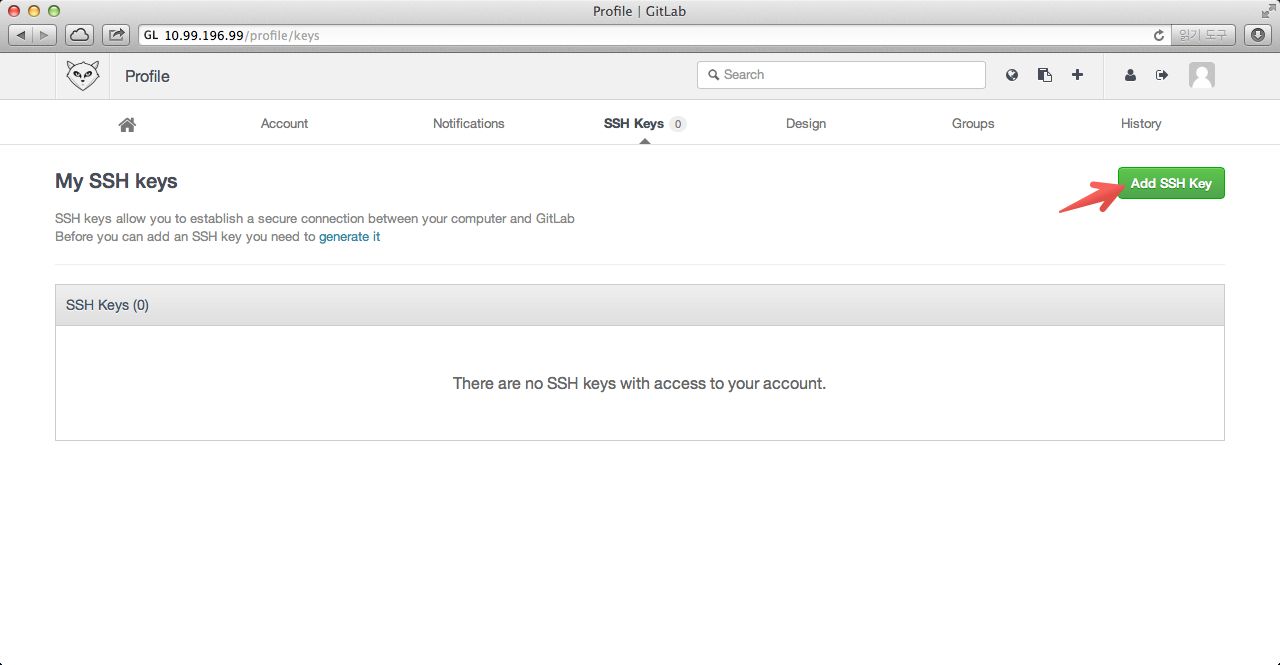 Profile | GitLab
GL 10.99.196.99/profile/keys 읽기 도구
Profile Search
Account Notifications SSH Keys 0 Design Groups History
My SSH keys Add SSH Key
SSH keys allow you to establish a secure connection between your computer and GitLab
Before you can add an SSH key you need to generate it
SSH Keys (0)
There are no SSH keys with access to your account.